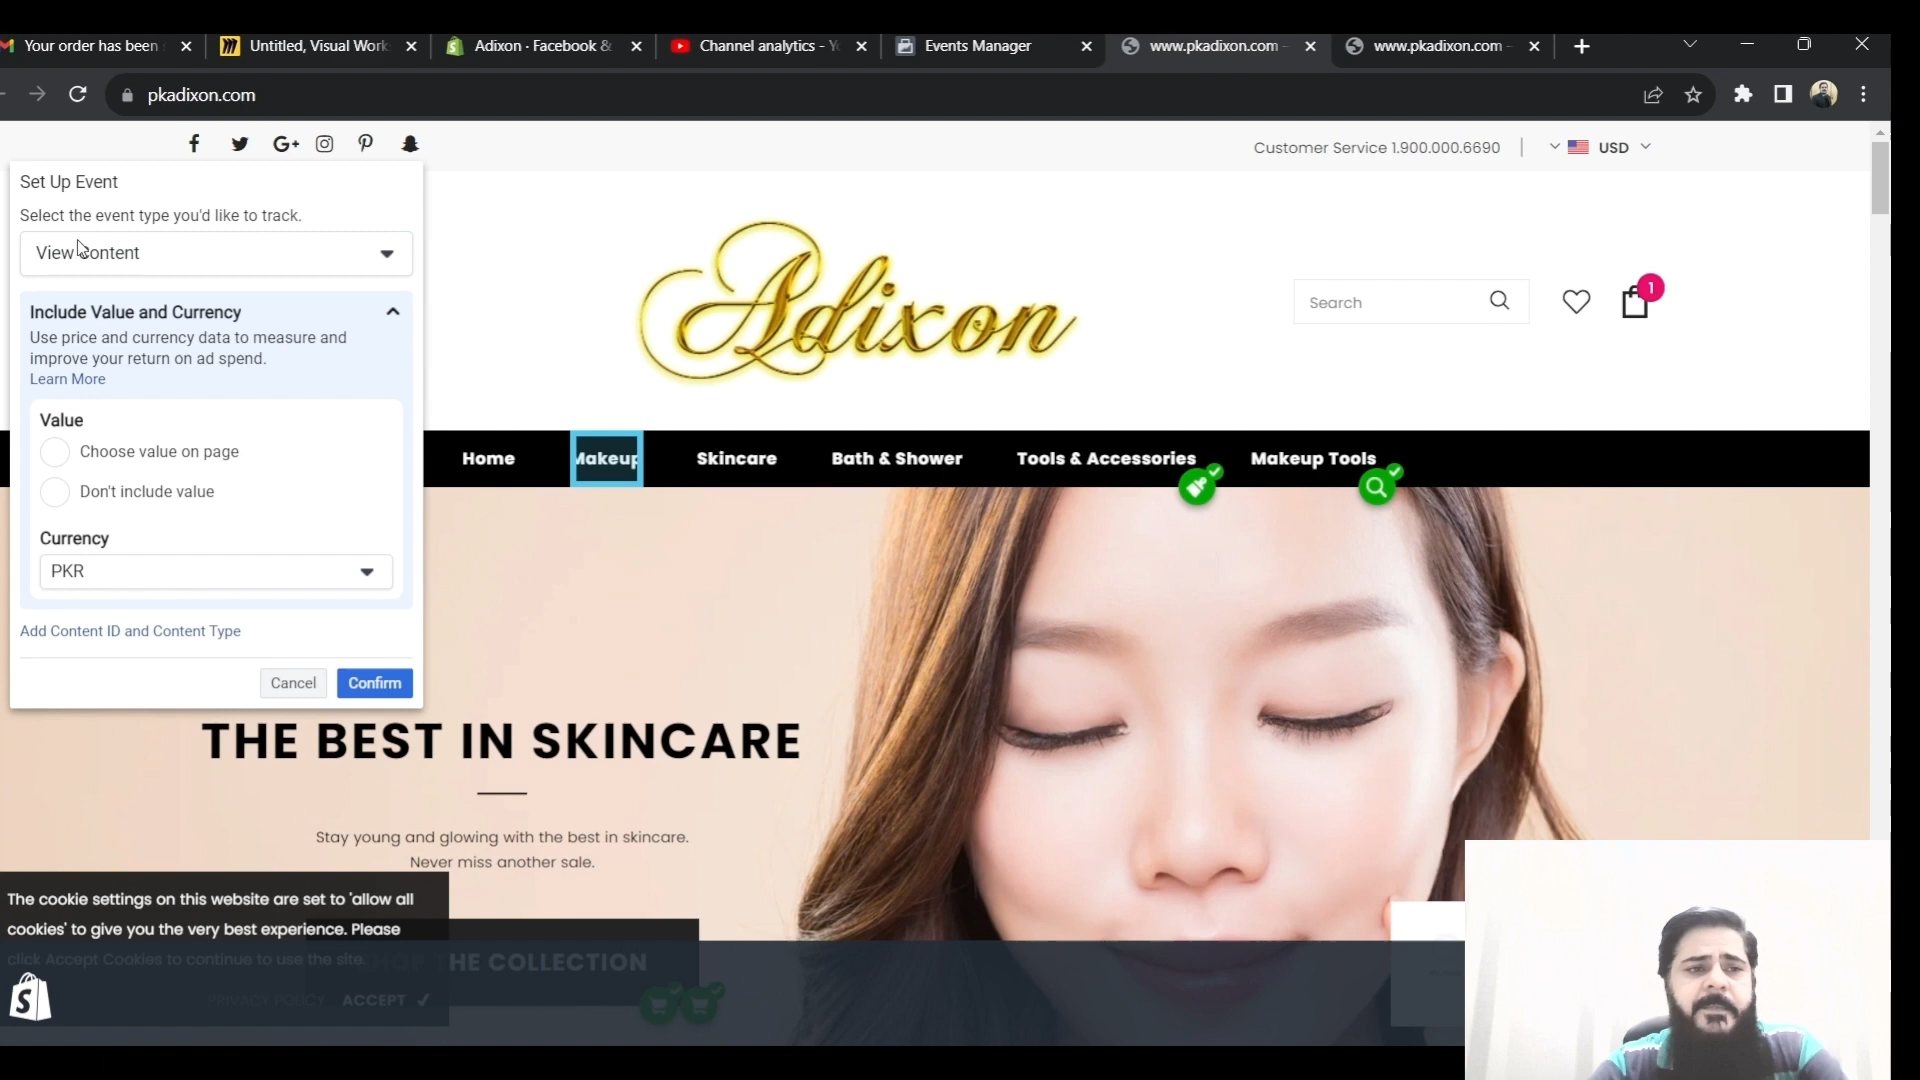 Your order has been
Untitled, Visual Work
Adixon · Facebook &
Channel analytics - Yo
Events Manager
www.pkadixon.com -
www.pkadixon.com -
pkadixon.com
Customer Service 1.900.000.6690
USD
Set Up Event
Select the event type you'd like to track.
View Content
Include Value and Currency
Use price and currency data to measure and
improve your return on ad spend.
Learn More
Value
Choose value on page
Don't include value
Currency
PKR
Add Content ID and Content Type
Cancel
Confirm
Adixon
Search
1
Home
Makeup
Skincare
Bath & Shower
Tools & Accessories
Makeup Tools
THE BEST IN SKINCARE
Stay young and glowing with the best in skincare.
Never miss another sale.
The cookie settings on this website are set to 'allow all
cookies' to give you the very best experience. Please
click Accept Cookies to continue to use the site.
THE COLLECTION
PRIVACY POLICY
ACCEPT ✓